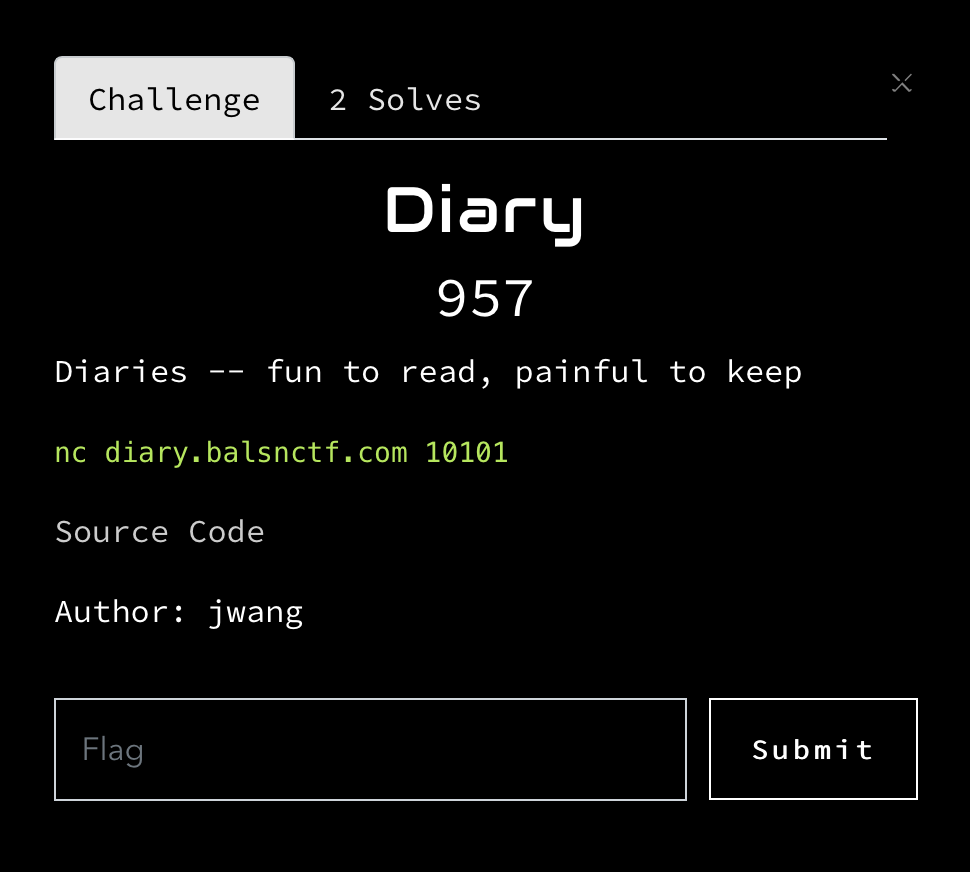 Challenge
2 Solves
Diary
957
Diaries -- fun to read, painful to keep
nc diary.balsnctf.com 10101
Source Code
Author: jwang
Flag
Submit